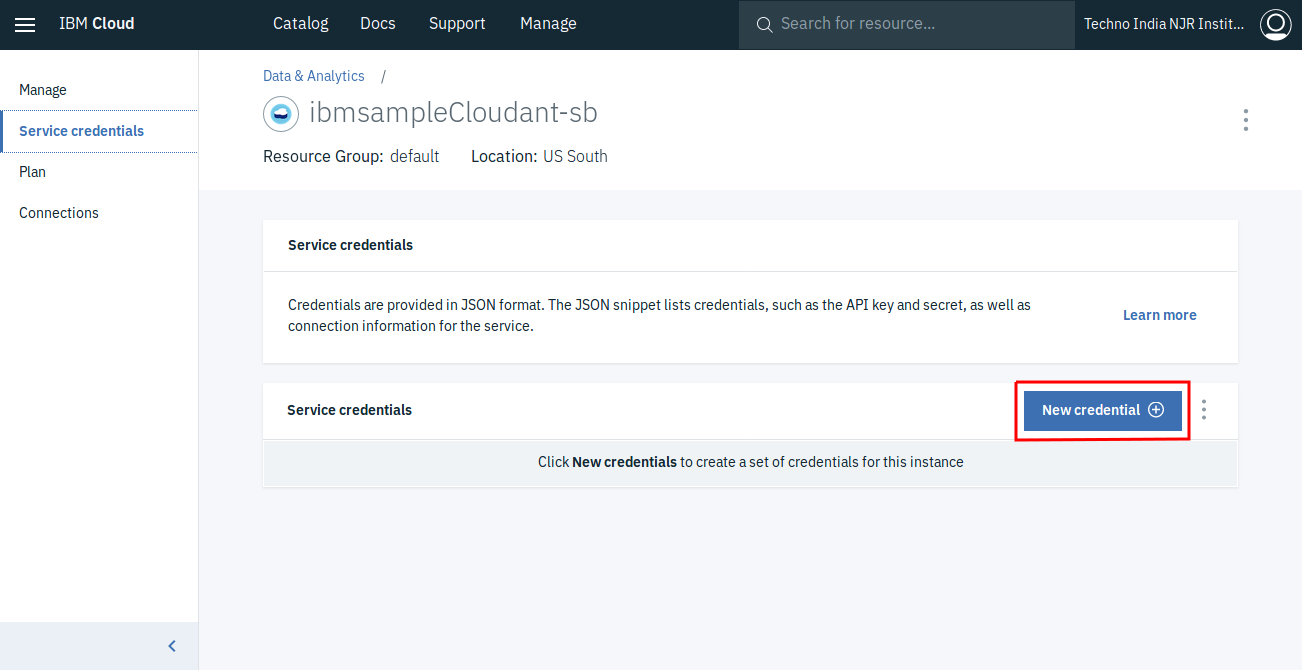 IBM Cloud
Catalog
Docs
Support
Manage
Search for resource...
Techno India NJR Instit...
Manage
Service credentials
Plan
Connections
Data & Analytics /
ibmsampleCloudant-sb
Resource Group: default Location: US South
Service credentials
Credentials are provided in JSON format. The JSON snippet lists credentials, such as the API key and secret, as well as
connection information for the service.
Learn more
Service credentials
New credential
Click New credentials to create a set of credentials for this instance